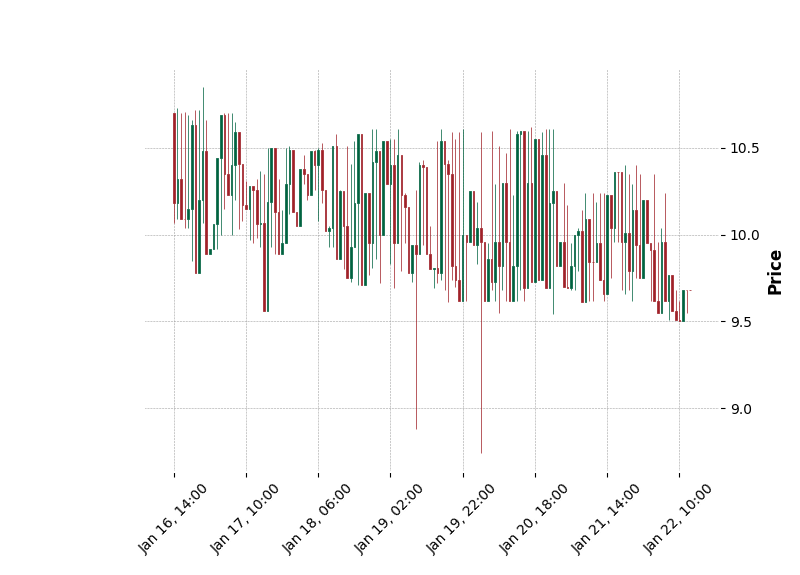 10.5
10.0
9.5
9.0
Price
Jan 16, 14:00
Jan 17, 10:00
Jan 18, 06:00
Jan 19, 02:00
Jan 19, 22:00
Jan 20, 18:00
Jan 21, 14:00
Jan 22, 10:00